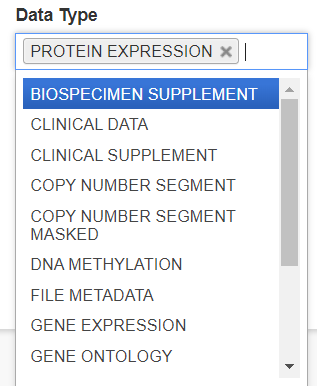 Data Type
PROTEIN EXPRESSION
BIOSPECIMEN SUPPLEMENT
CLINICAL DATA
CLINICAL SUPPLEMENT
COPY NUMBER SEGMENT
COPY NUMBER SEGMENT
MASKED
DNA METHYLATION
FILE METADATA
GENE EXPRESSION
GENE ONTOLOGY